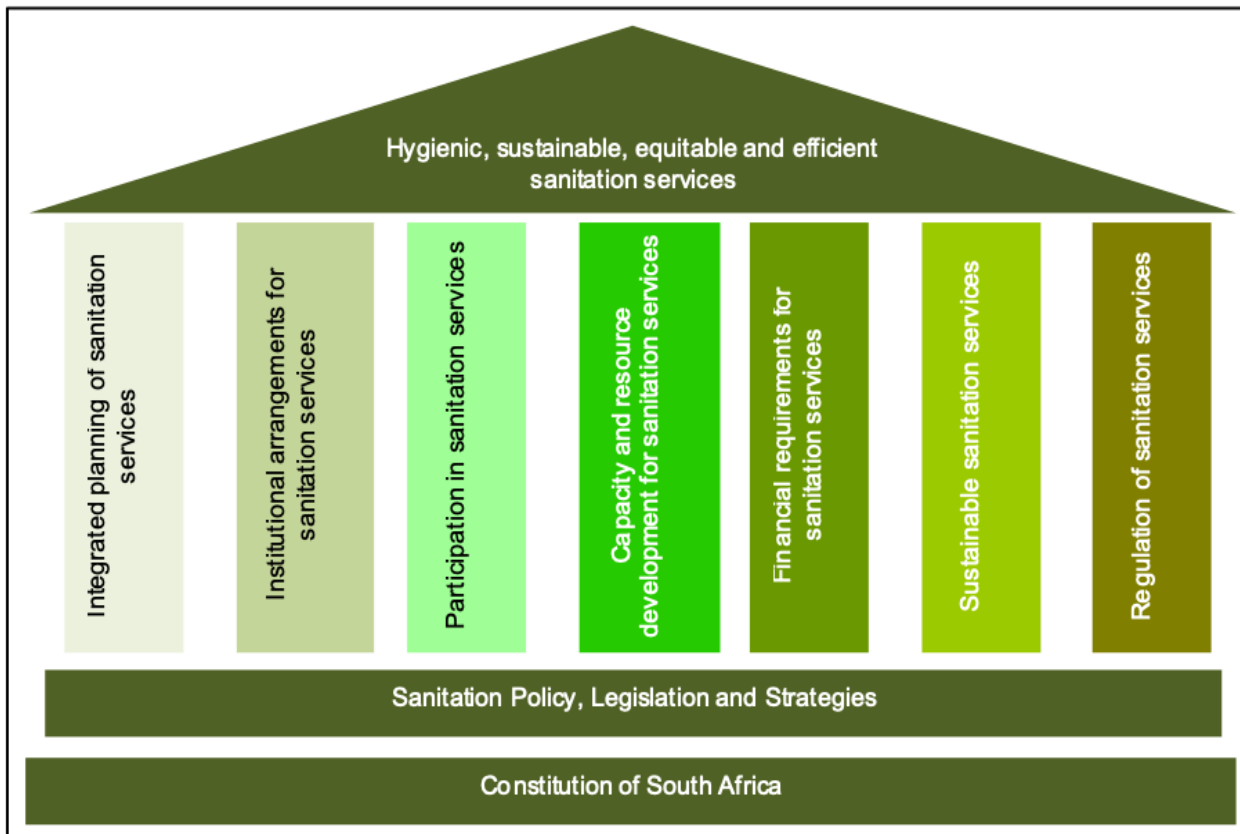 Hygienic, sustainable, equitable and efficient
sanitation services
Integrated planning of sanitation
services
Institutional arrangements for
sanitation services
Participation in sanitation services
Capacity and resource
development for sanitation services
Financial requirements for
sanitation services
Sustainable sanitation services
Regulation of sanitation services
Sanitation Policy, Legislation and Strategies
Constitution of South Africa